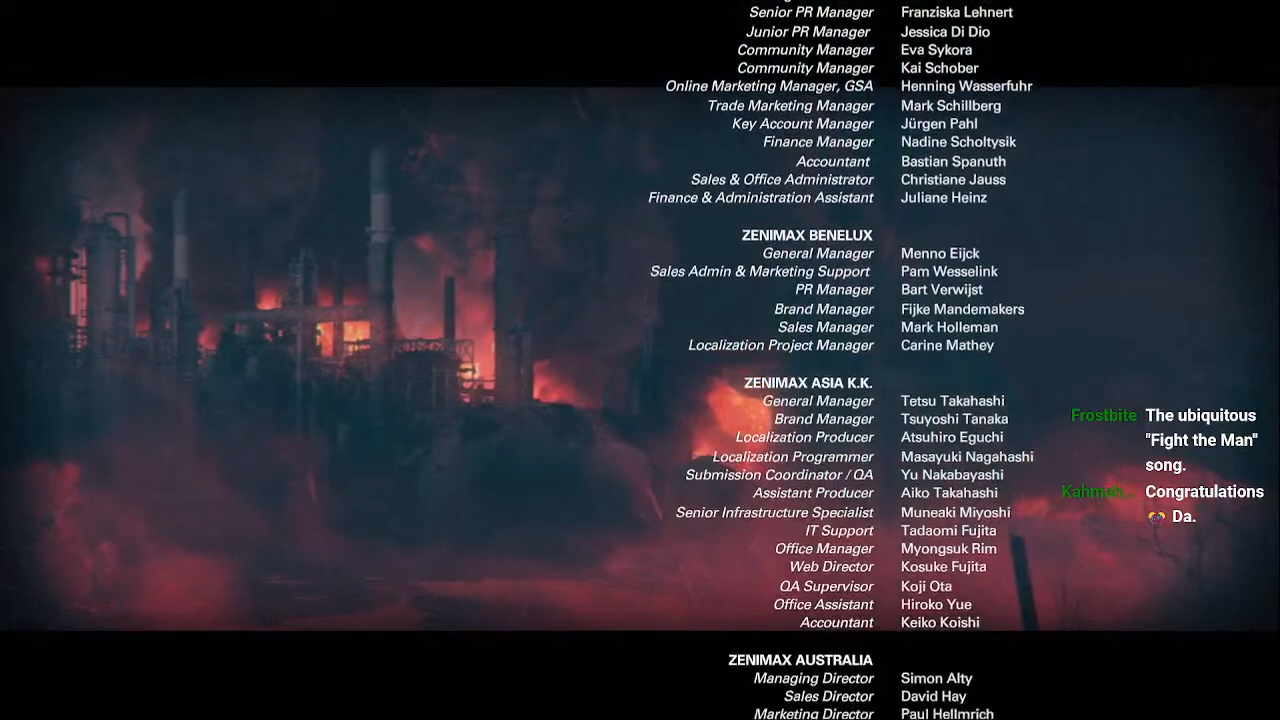 Senior PR Manager Franziska Lehnert
Junior PR Manager Jessica Di Dio
Community Manager Eva Sykora
Community Manager Kai Schober
Online Marketing Manager, GSA Henning Wasserfuhr
Trade Marketing Manager Mark Schillberg
Key Account Manager Jürgen Pahl
Finance Manager Nadine Scholtysik
Accountant Bastian Spanuth
Sales & Office Administrator Christiane Jauss
Finance & Administration Assistant Juliane Heinz
ZENIMAX BENELUX
General Manager Menno Eijck
Sales Admin & Marketing Support Pam Wesselink
PR Manager Bart Verwijst
Brand Manager Fijke Mandemakers
Sales Manager Mark Holleman
Localization Project Manager Carine Mathey
ZENIMAX ASIA K.K.
General Manager Tetsu Takahashi
Brand Manager Tsuyoshi Tanaka
Localization Producer Atsuhiro Eguchi
Localization Programmer Masayuki Nagahashi
Submission Coordinator / QA Yu Nakabayashi
Assistant Producer Aiko Takahashi
Senior Infrastructure Specialist Muneaki Miyoshi
IT Support Tadaomi Fujita
Office Manager Myongsuk Rim
Web Director Kosuke Fujita
QA Supervisor Koji Ota
Office Assistant Hiroko Yue
Accountant Keiko Koishi
ZENIMAX AUSTRALIA
Managing Director Simon Alty
Sales Director David Hay
Marketing Director Paul Hellmrich
Frostbite The ubiquitous
"Fight the Man"
song.
Congratulations
Da.